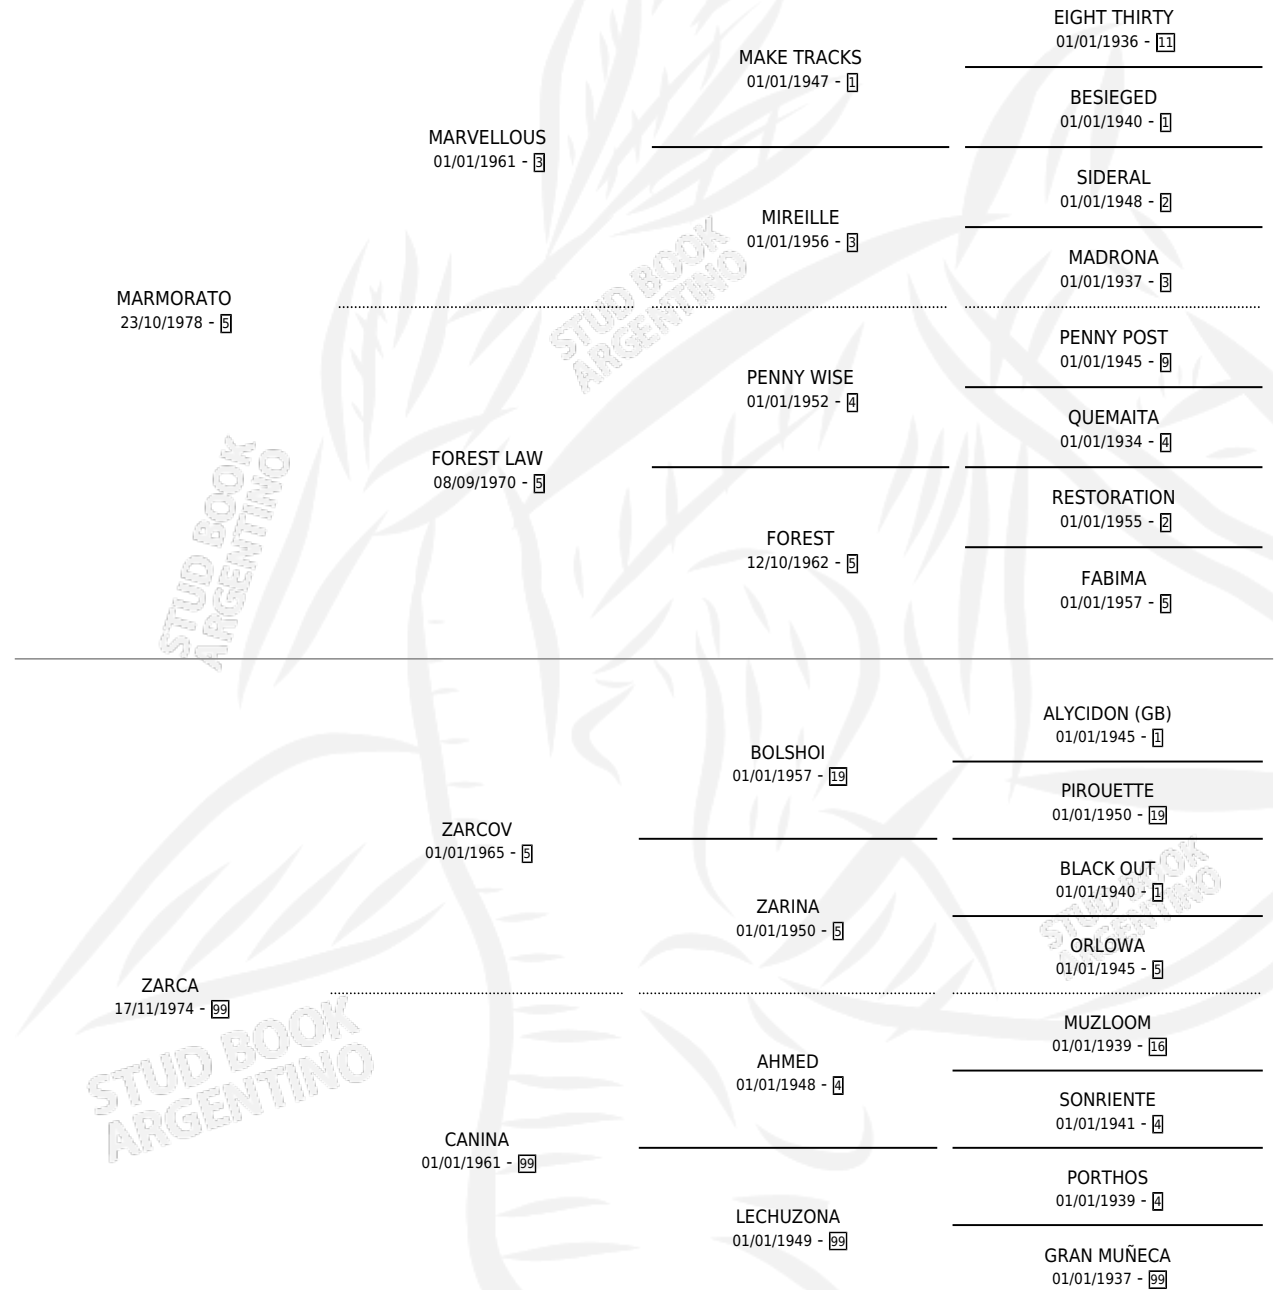 EIGHT THIRTY
01/01/1936 - 11
MAKE TRACKS
01/01/1947 - 1
BESIEGED
01/01/1940 - 1
MARVELLOUS
01/01/1961 - 3
SIDERAL
01/01/1948 - 2
MIREILLE
01/01/1956 - 3
MADRONA
01/01/1937 - 3
MARMORATO
23/10/1978 - 5
PENNY POST
01/01/1945 - 9
PENNY WISE
01/01/1952 - 4
QUEMAITA
01/01/1934 - 4
FOREST LAW
08/09/1970 - 5
RESTORATION
01/01/1955 - 2
FOREST
12/10/1962 - 5
FABIMA
01/01/1957 - 5
ALYCIDON (GB)
01/01/1945 - 1
BOLSHOI
01/01/1957 - 19
PIROUETTE
01/01/1950 - 19
ZARCOV
01/01/1965 - 5
BLACK OUT
01/01/1940 - 1
ZARINA
01/01/1950 - 5
ORLOWA
01/01/1945 - 5
ZARCA
17/11/1974 - 99
MUZLOOM
01/01/1939 - 16
AHMED
01/01/1948 - 4
SONRIENTE
01/01/1941 - 4
CANINA
01/01/1961 - 99
PORTHOS
01/01/1939 - 4
LECHUZONA
01/01/1949 - 99
GRAN MUÑECA
01/01/1937 - 99
STUD BOOK
ARGENTINO
STUD BOOK
ARGENTINO
STUD BOOK
ARGENTINO
STUD BOOK
ARGENTINO